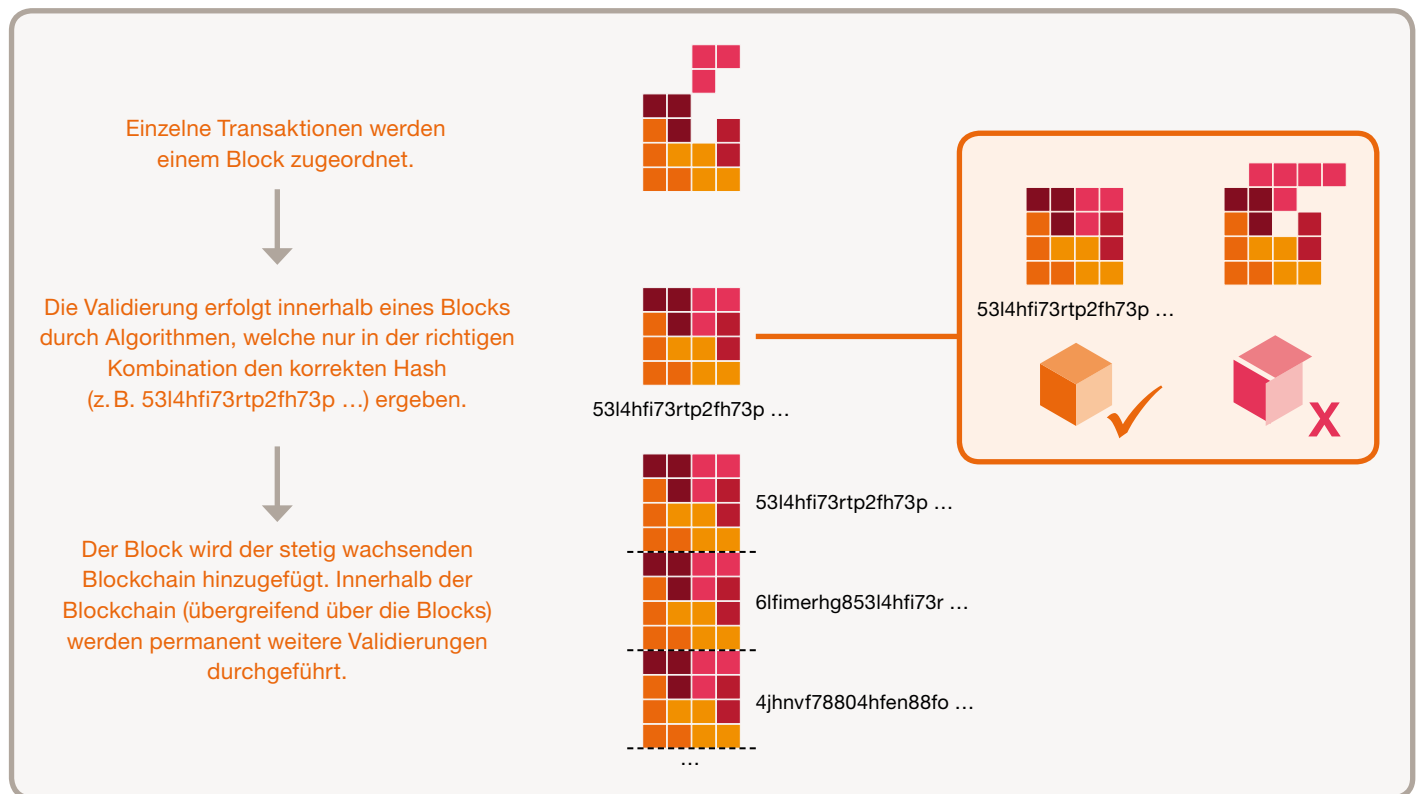 Einzelne Transaktionen werden
einem Block zugeordnet.
Die Validierung erfolgt innerhalb eines Blocks
durch Algorithmen, welche nur in der richtigen
Kombination den korrekten Hash
(z. B. 53l4hfi73rtp2fh73p …) ergeben.
53l4hfi73rtp2fh73p …
53l4hfi73rtp2fh73p …
X
Der Block wird der stetig wachsenden
Blockchain hinzugefügt. Innerhalb der
Blockchain (übergreifend über die Blocks)
werden permanent weitere Validierungen
durchgeführt.
53l4hfi73rtp2fh73p …
6lfimerhg853l4hfi73r …
4jhnvf78804hfen88fo …
…